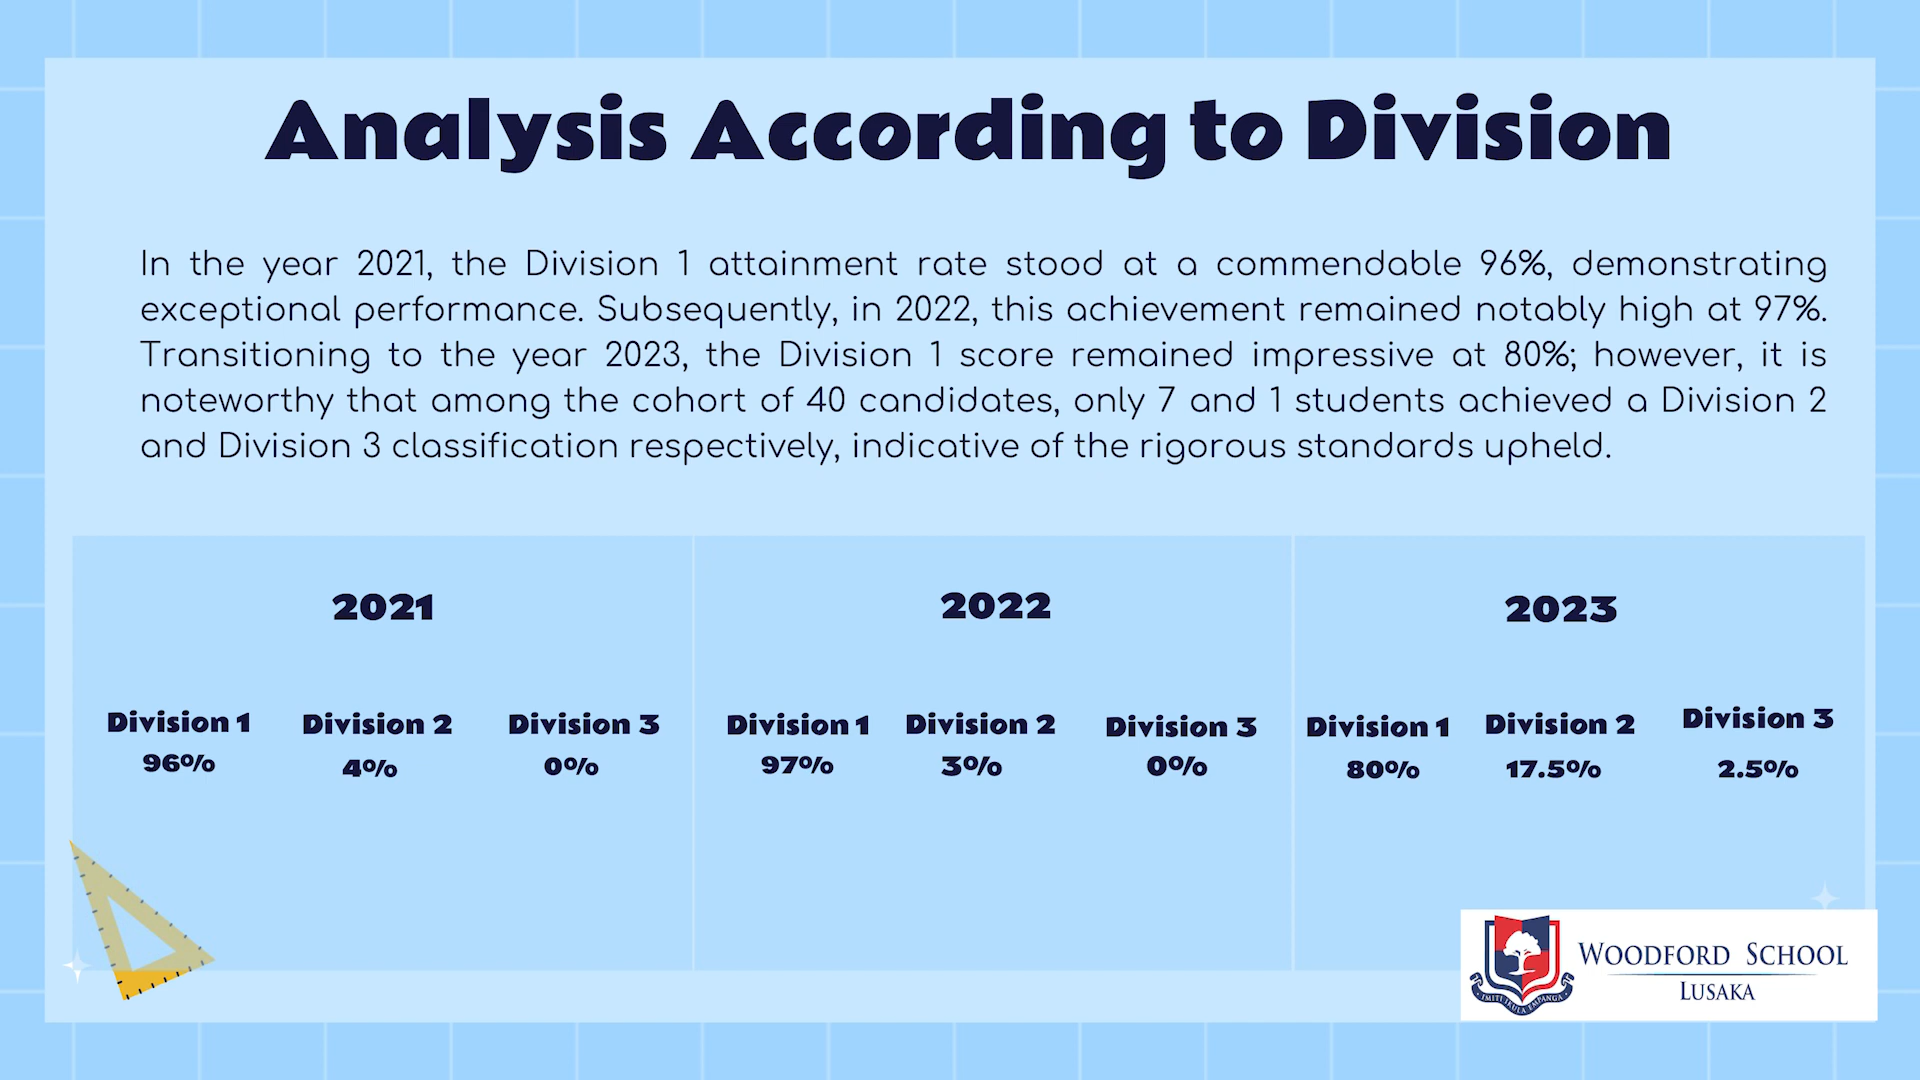 Analysis According to Division
In the year 2021, the Division 1 attainment rate stood at a commendable 96%, demonstrating
exceptional performance. Subsequently, in 2022, this achievement remained notably high at 97%.
Transitioning to the year 2023, the Division 1 score remained impressive at 80%; however, it is
noteworthy that among the cohort of 40 candidates, only 7 and 1 students achieved a Division 2
and Division 3 classification respectively, indicative of the rigorous standards upheld.
2021
Division 1 Division 2 Division 3
96% 4% 0%
2022
Division 1 Division 2 Division 3
97% 3% 0%
2023
Division 1 Division 2 Division 3
80% 17.5% 2.5%
WOODFORD SCHOOL
LUSAKA
IMITI IKULA EMPANGA